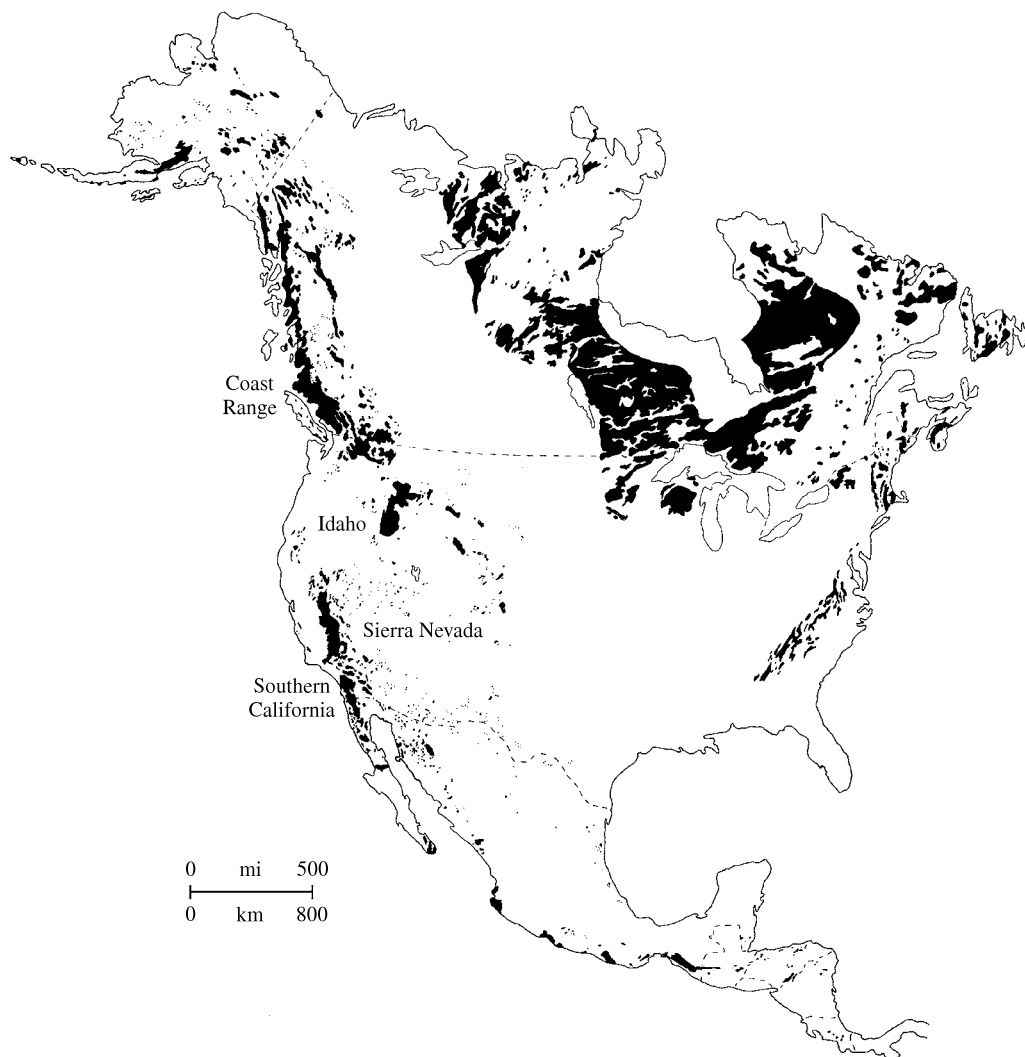 Coast
Range
Idaho
Sierra Nevada
Southern
California
0 mi 500
0 km 800